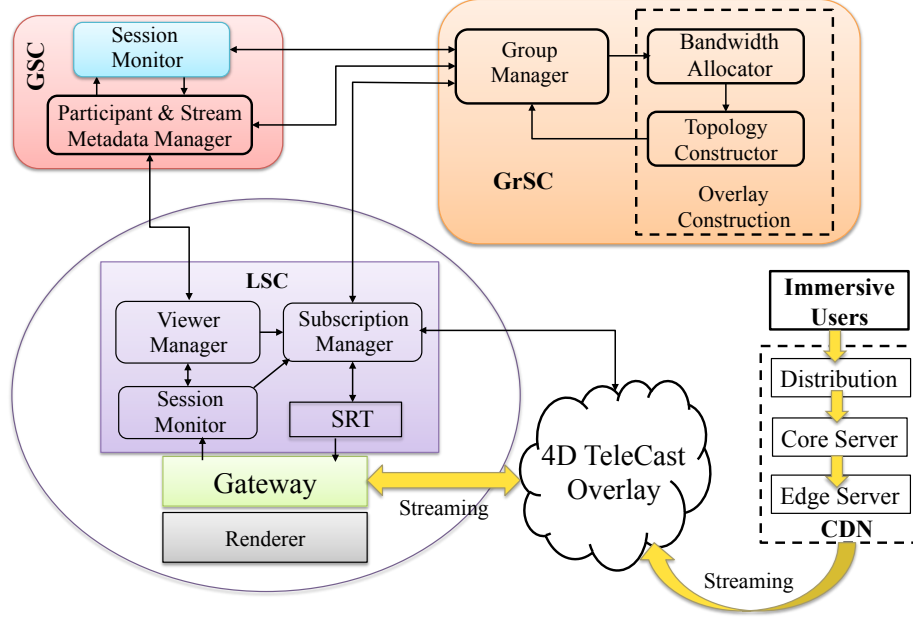 GSC
Session
Monitor
Participant & Stream
Metadata Manager
Group
Manager
Bandwidth
Allocator
Topology
Constructor
GrSC
Overlay
Construction
LSC
Viewer
Manager
Subscription
Manager
Session
Monitor
SRT
Gateway
Renderer
Streaming
4D TeleCast
Overlay
Immersive
Users
Distribution
Core Server
Edge Server
CDN
Streaming